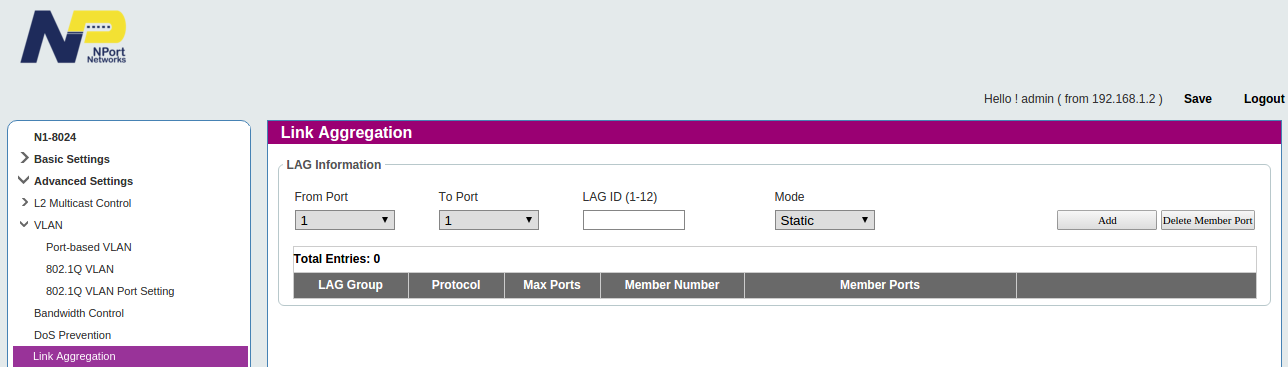 NPort
Networks
Hello ! admin ( from 192.168.1.2 ) Save Logout
N1-8024
Basic Settings
Advanced Settings
L2 Multicast Control
VLAN
Port-based VLAN
802.1Q VLAN
802.1Q VLAN Port Setting
Bandwidth Control
DoS Prevention
Link Aggregation
Link Aggregation
LAG Information
From Port To Port LAG ID (1-12) Mode
1 1 Static Add Delete Member Port
Total Entries: 0
LAG Group Protocol Max Ports Member Number Member Ports